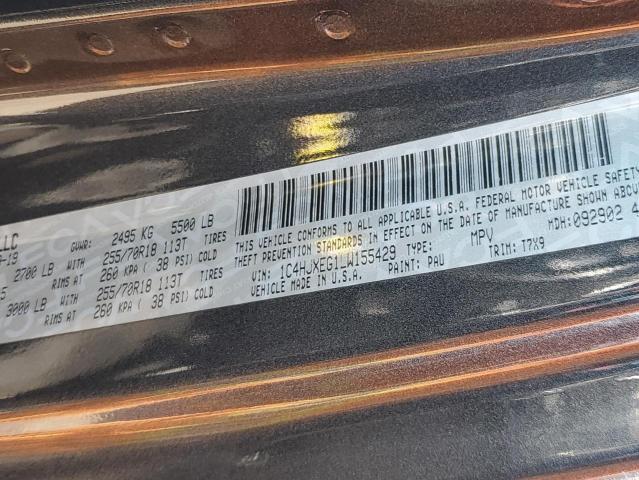 LLC
GVWR: 2495 KG 5500 LB
2700 LB WITH 255/70R18 113T TIRES
RIMS AT 260 KPA ( 38 PSI) COLD
3000 LB WITH 255/70R18 113T TIRES
RIMS AT 260 KPA ( 38 PSI) COLD
THIS VEHICLE CONFORMS TO ALL APPLICABLE U.S.A. FEDERAL MOTOR VEHICLE SAFETY
THEFT PREVENTION STANDARDS IN EFFECT ON THE DATE OF MANUFACTURE SHOWN ABOVE
VIN: TYPE: MPV MDH: 092902
VEHICLE MADE IN U.S.A. PAINT: PAU TRIM: T7X9